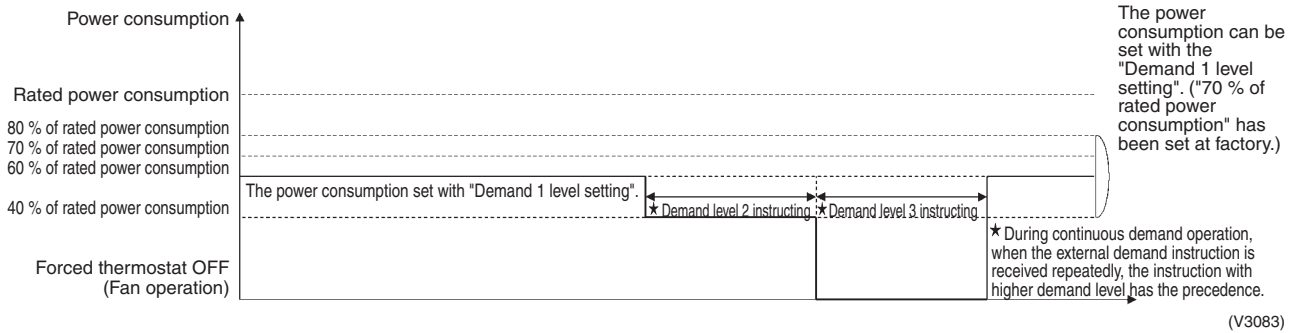 Power consumption
The power
consumption can be
set with the
"Demand 1 level
setting". ("70 % of
rated power
consumption" has
been set at factory.)
Rated power consumption
80 % of rated power consumption
70 % of rated power consumption
60 % of rated power consumption
The power consumption set with "Demand 1 level setting".
40 % of rated power consumption
★ Demand level 2 instructing
★ Demand level 3 instructing
★ During continuous demand operation,
when the external demand instruction is
received repeatedly, the instruction with
higher demand level has the precedence.
Forced thermostat OFF
(Fan operation)
(V3083)